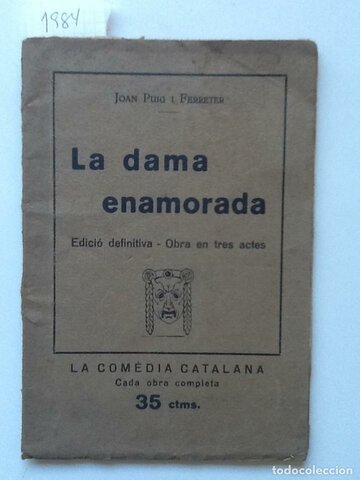 1984
JOAN PUIG I FERRETER
La dama
enamorada
Edició definitiva - Obra en tres actes
LA COMÈDIA CATALANA
Cada obra completa
35 ctms.
todocoleccion